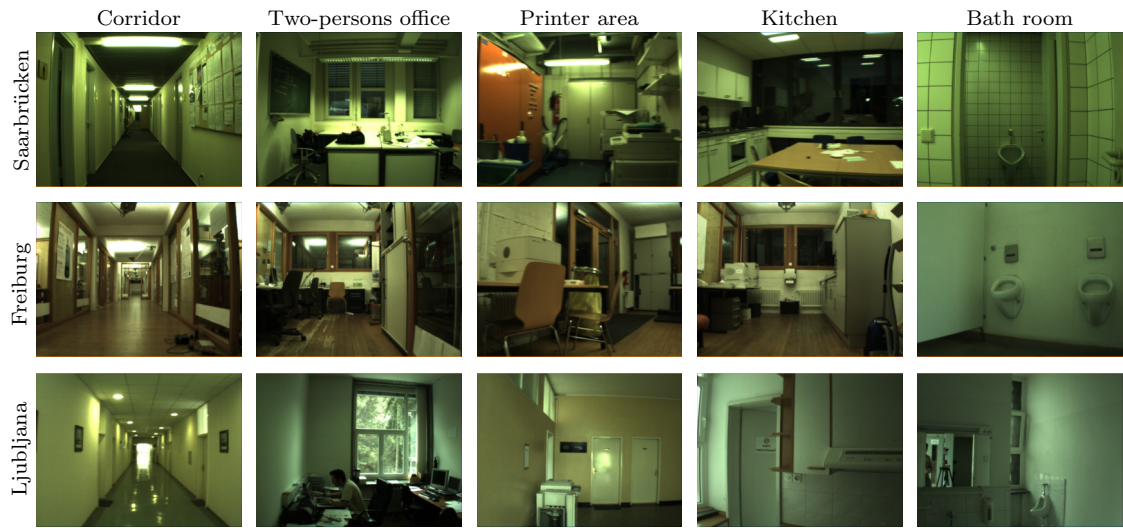 Corridor
Two-persons office
Printer area
Kitchen
Bath room
Saarbrücken
Freiburg
Ljubljana